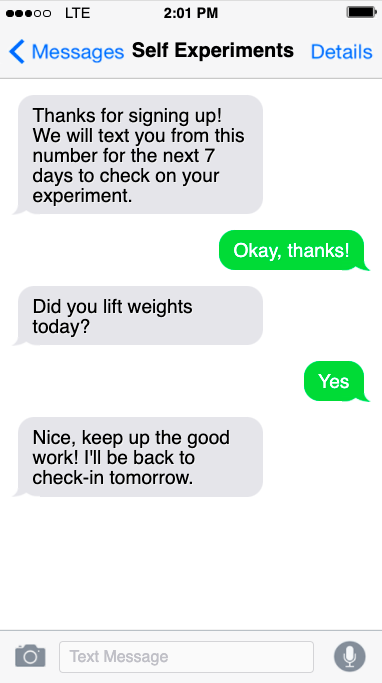 LTE 2:01 PM
Messages Self Experiments Details
Thanks for signing up!
We will text you from this
number for the next 7
days to check on your
experiment.
Okay, thanks!
Did you lift weights
today?
Yes
Nice, keep up the good
work! I'll be back to
check-in tomorrow.
Text Message